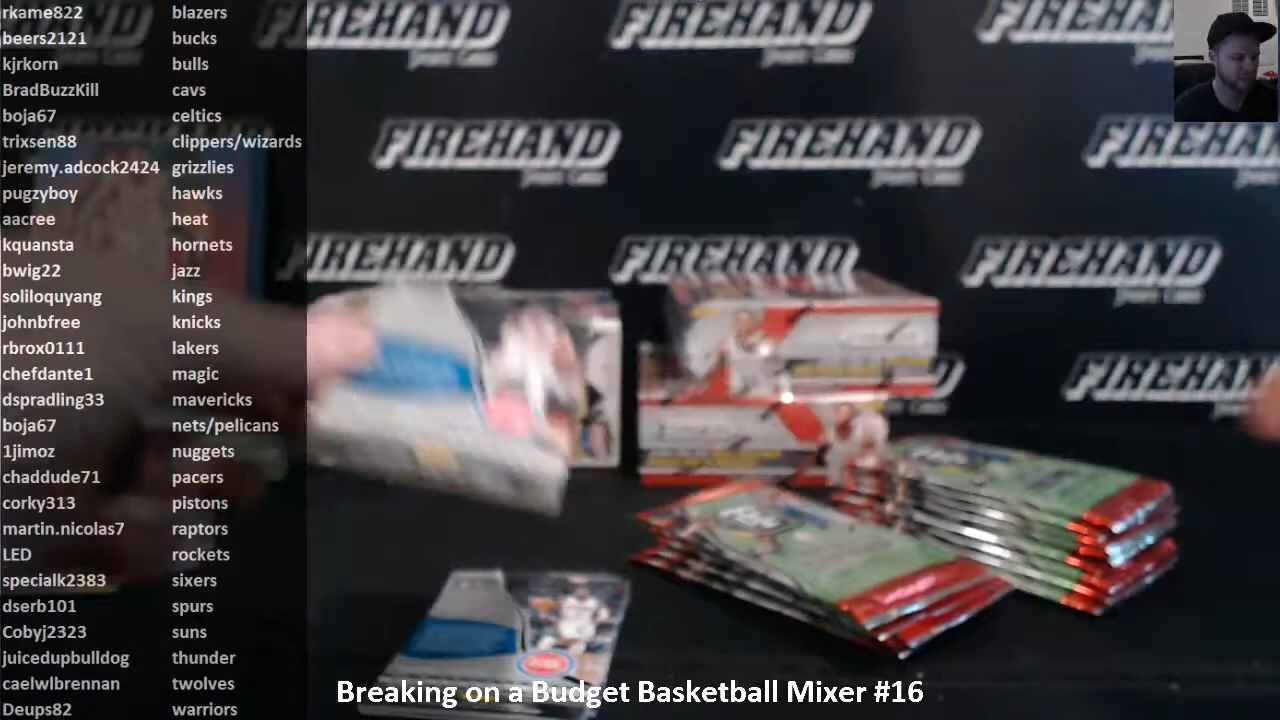 rkame822 blazers
beers2121 bucks
kjrkorn bulls
BradBuzzKill cavs
boja67 celtics
trixsen88 clippers/wizards
jeremy.adcock2424 grizzlies
pugzyboy hawks
aacree heat
kquansta hornets
bwig22 jazz
soliloquyang kings
johnbfree knicks
rbrox0111 lakers
chefdante1 magic
dspradling33 mavericks
boja67 nets/pelicans
1jimoz nuggets
chaddude71 pacers
corky313 pistons
martin.nicolas7 raptors
LED rockets
specialk2383 sixers
dserb101 spurs
Cobyj2323 suns
juicedupbulldog thunder
caelwlbrennan twolves
Deups82 warriors
FIREHAND FIREHAND FIREHAND
FIREHAND FIREHAND FIREHAND
FIREHAND FIREHAND FIREHAND
FIREHAND
Breaking on a Budget Basketball Mixer #16